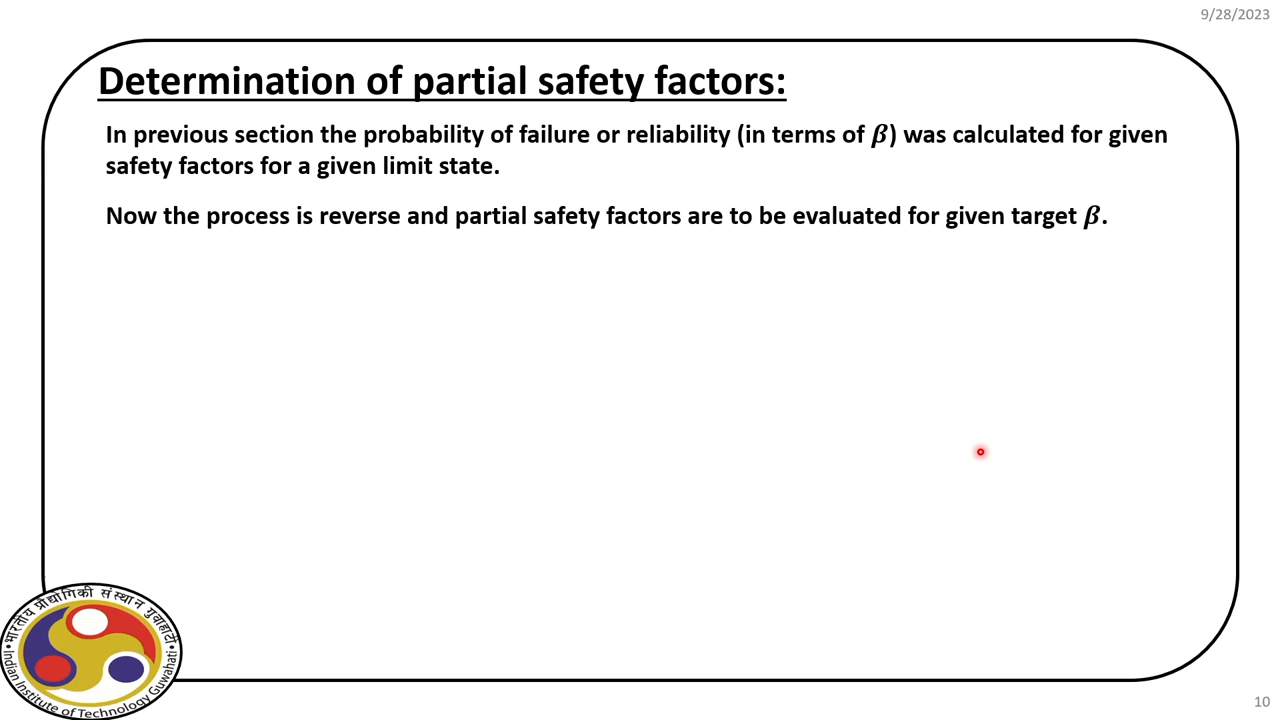 9/28/2023
Determination of partial safety factors:
In previous section the probability of failure or reliability (in terms of β) was calculated for given
safety factors for a given limit state.
Now the process is reverse and partial safety factors are to be evaluated for given target β.
भारतीय प्रौद्योगिकी संस्थान गुवाहाटी
Indian Institute of Technology Guwahati
10